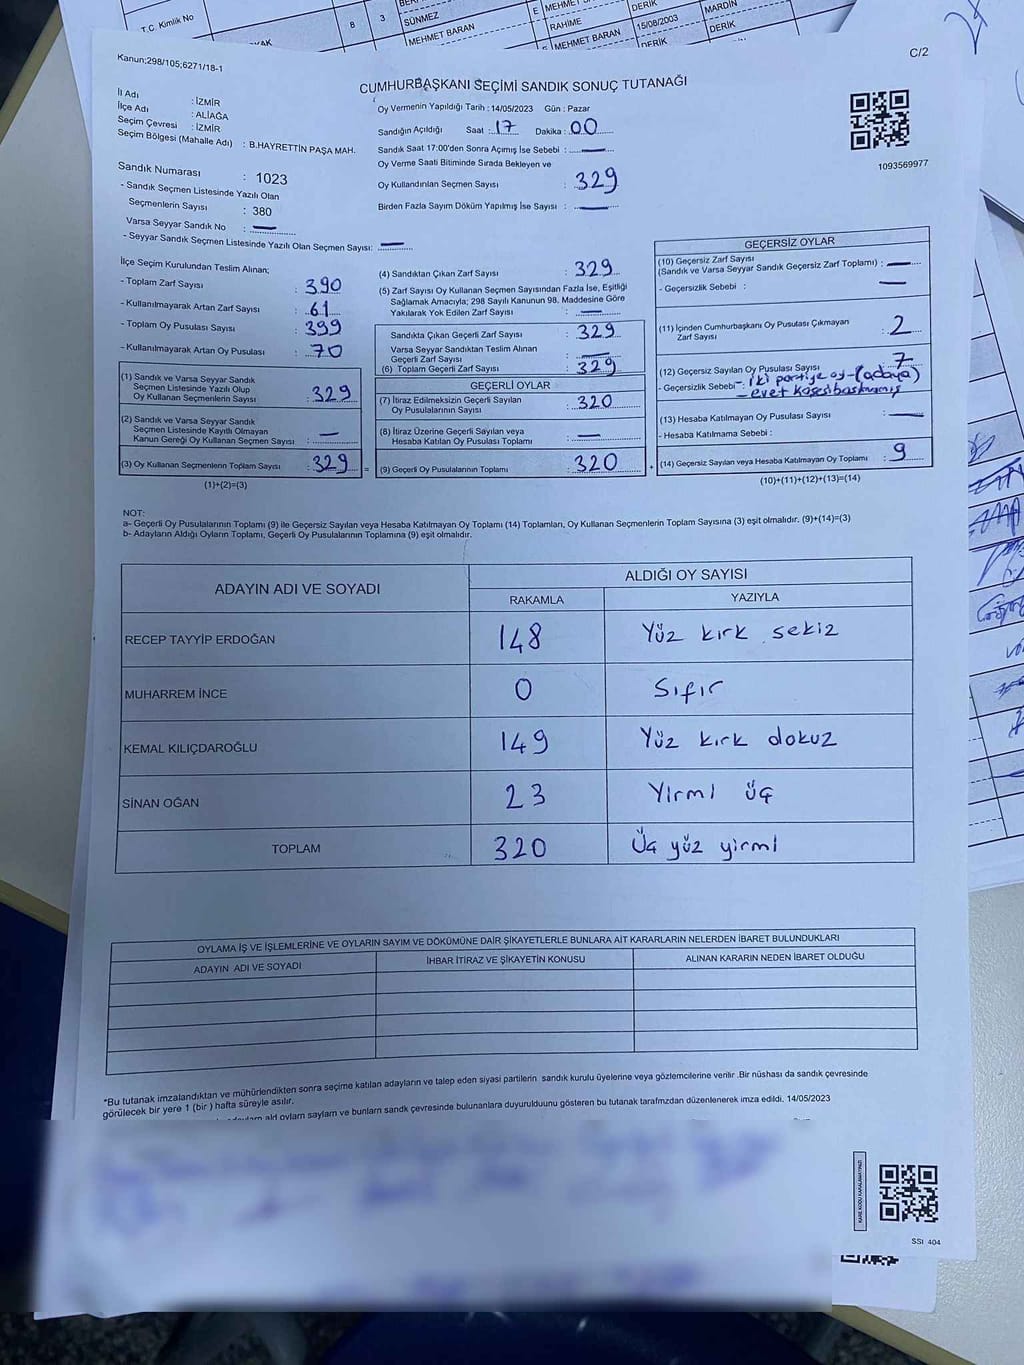 T.C. Kimlik No
8
3
SÜNMEZ
MEHMET BARAN
E
RAHİME
MEHMET BARAN
DERİK
15/08/2003
DERİK
MARDİN
DERİK
Kanun;298/105;6271/18-1
C/2
CUMHURBAŞKANI SEÇİMİ SANDIK SONUÇ TUTANAĞI
İl Adı : İZMİR
İlçe Adı : ALİAĞA
Seçim Çevresi : İZMİR
Seçim Bölgesi (Mahalle Adı) : B.HAYRETTİN PAŞA MAH.
Oy Vermenin Yapıldığı Tarih : 14/05/2023 Gün : Pazar
Sandığın Açıldığı Saat : 17 Dakika : 00
Sandık Saat 17:00'den Sonra Açımış İse Sebebi : —
Oy Verme Saati Bitiminde Sırada Bekleyen ve
Oy Kullandırılan Seçmen Sayısı : 329
Birden Fazla Sayım Döküm Yapılmış İse Sayısı : —
1093569977
Sandık Numarası : 1023
- Sandık Seçmen Listesinde Yazılı Olan
Seçmenlerin Sayısı : 380
Varsa Seyyar Sandık No : —
- Seyyar Sandık Seçmen Listesinde Yazılı Olan Seçmen Sayısı: —
İlçe Seçim Kurulundan Teslim Alınan;
- Toplam Zarf Sayısı : 390
- Kullanılmayarak Artan Zarf Sayısı : 61
- Toplam Oy Pusulası Sayısı : 399
- Kullanılmayarak Artan Oy Pusulası : 70
(1) Sandık ve Varsa Seyyar Sandık
Seçmen Listesinde Yazılı Olup
Oy Kullanan Seçmenlerin Sayısı : 329
(2) Sandık ve Varsa Seyyar Sandık
Seçmen Listesinde Kayıtlı Olmayan
Kanun Gereği Oy Kullanan Seçmen Sayısı : —
(3) Oy Kullanan Seçmenlerin Toplam Sayısı : 329 =
(1)+(2)=(3)
(4) Sandıktan Çıkan Zarf Sayısı : 329
(5) Zarf Sayısı Oy Kullanan Seçmen Sayısından Fazla İse, Eşitliği
Sağlamak Amacıyla; 298 Sayılı Kanunun 98. Maddesine Göre
Yakılarak Yok Edilen Zarf Sayısı : —
Sandıkta Çıkan Geçerli Zarf Sayısı : 329
Varsa Seyyar Sandıktan Teslim Alınan
Geçerli Zarf Sayısı : —
(6) Toplam Geçerli Zarf Sayısı : 329
GEÇERLİ OYLAR
(7) İtiraz Edilmeksizin Geçerli Sayılan
Oy Pusulalarının Sayısı : 320
(8) İtiraz Üzerine Geçerli Sayılan veya
Hesaba Katılan Oy Pusulası Toplamı : —
(9) Geçerli Oy Pusulalarının Toplamı : 320 +
GEÇERSİZ OYLAR
(10) Geçersiz Zarf Sayısı
(Sandık ve Varsa Seyyar Sandık Geçersiz Zarf Toplamı) : —
- Geçersizlik Sebebi : —
(11) İçinden Cumhurbaşkanı Oy Pusulası Çıkmayan
Zarf Sayısı : 2
(12) Geçersiz Sayılan Oy Pusulası Sayısı : 7
- Geçersizlik Sebebi : - iki partiye oy - (adaya)
- evet kaşesi basmamış
(13) Hesaba Katılmayan Oy Pusulası Sayısı : —
- Hesaba Katılmama Sebebi :
(14) Geçersiz Sayılan veya Hesaba Katılmayan Oy Toplamı : 9
(10)+(11)+(12)+(13)=(14)
NOT:
a- Geçerli Oy Pusulalarının Toplamı (9) ile Geçersiz Sayılan veya Hesaba Katılmayan Oy Toplamı (14) Toplamları, Oy Kullanan Seçmenlerin Toplam Sayısına (3) eşit olmalıdır. (9)+(14)=(3)
b- Adayların Aldığı Oyların Toplamı, Geçerli Oy Pusulalarının Toplamına (9) eşit olmalıdır.
ADAYIN ADI VE SOYADI
ALDIĞI OY SAYISI
RAKAMLA
YAZIYLA
RECEP TAYYİP ERDOĞAN 148 Yüz kırk sekiz
MUHARREM İNCE 0 Sıfır
KEMAL KILIÇDAROĞLU 149 Yüz kırk dokuz
SİNAN OĞAN 23 Yirmi üç
TOPLAM 320 Üç yüz yirmi
OYLAMA İŞ VE İŞLEMLERİNE VE OYLARIN SAYIM VE DÖKÜMÜNE DAİR ŞİKAYETLERLE BUNLARA AİT KARARLARIN NELERDEN İBARET BULUNDUKLARI
ADAYIN ADI VE SOYADI
İHBAR İTİRAZ VE ŞİKAYETİN KONUSU
ALINAN KARARIN NEDEN İBARET OLDUĞU
*Bu tutanak imzalandıktan ve mühürlendikten sonra seçime katılan adayların ve talep eden siyasi partilerin sandık kurulu üyelerine veya gözlemcilerine verilir .Bir nüshası da sandık çevresinde
görülecek bir yere 1 (bir ) hafta süreyle asılır.
ald oylarn saylarn ve bunlarn sandk çevresinde bulunanlara duyurulduunu gösteren bu tutanak tarafmzdan düzenlenerek imza edildi. 14/05/2023
KARE KODU KARALAMAYINIZ!
SSI 404